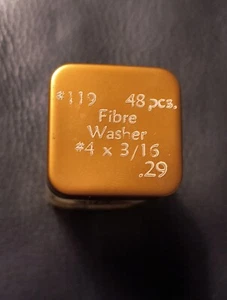 #119 48 pcs.
Fibre
Washer
#4 x 3/16
.29